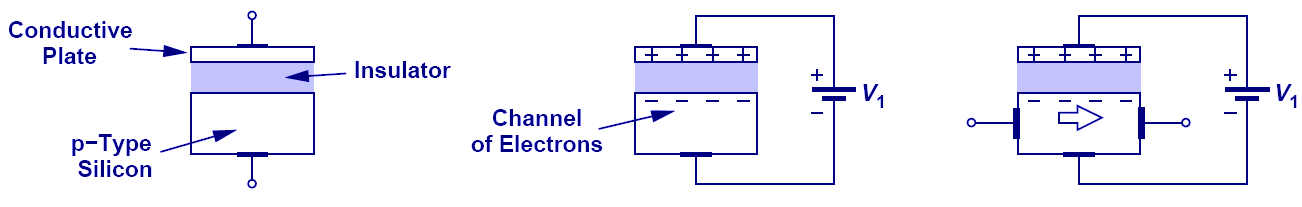 Conductive
Plate
Insulator
p−Type
Silicon
+ + + +
− − − −
Channel
of Electrons
+
−
V1
+ + + +
− − − −
+
−
V1